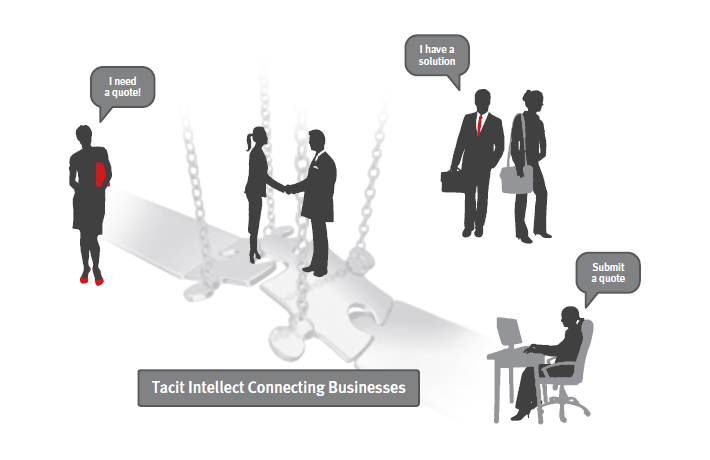 I have a
solution
I need
a quote!
Submit
a quote
Tacit Intellect Connecting Businesses